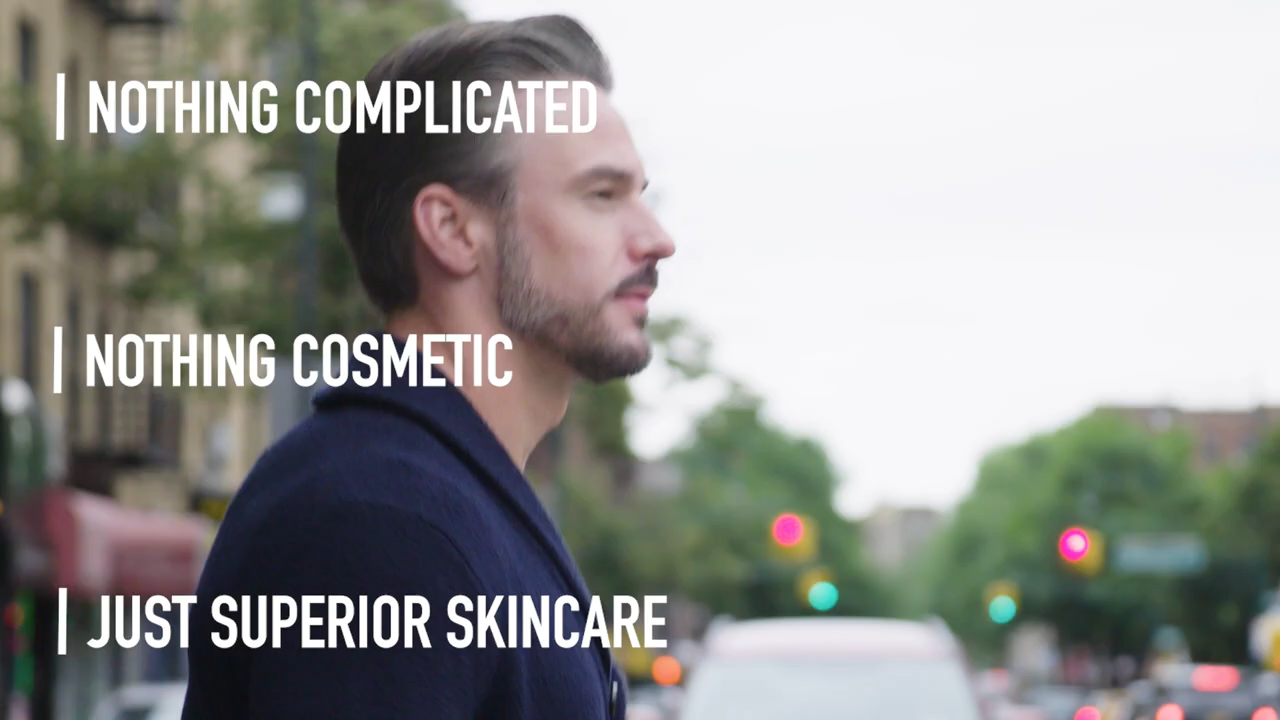 NOTHING COMPLICATED
NOTHING COSMETIC
JUST SUPERIOR SKINCARE